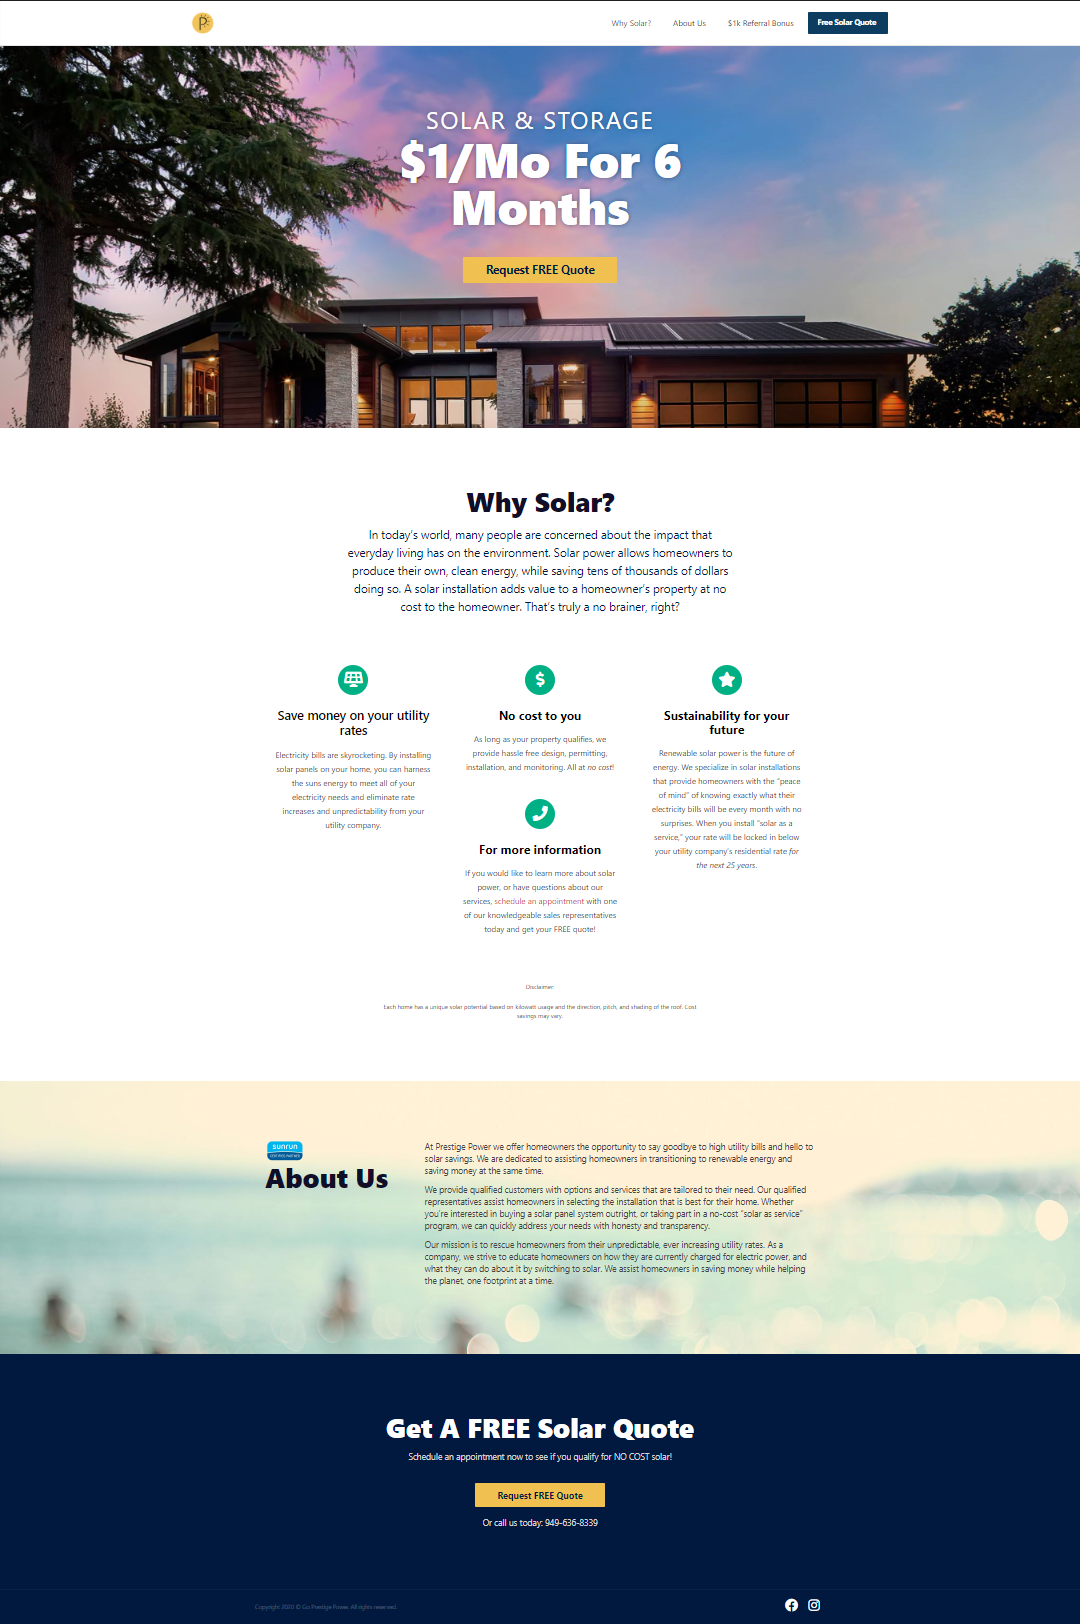 Why Solar?
About Us
$1k Referral Bonus
Free Solar Quote
SOLAR & STORAGE
$1/Mo For 6
Months
Request FREE Quote
Why Solar?
In today's world, many people are concerned about the impact that
everyday living has on the environment. Solar power allows homeowners to
produce their own, clean energy, while saving tens of thousands of dollars
doing so. A solar installation adds value to a homeowner's property at no
cost to the homeowner. That's truly a no brainer, right?
Save money on your utility
rates
Electricity bills are skyrocketing. By installing
solar panels on your home, you can harness
the suns energy to meet all of your
electricity needs and eliminate rate
increases and unpredictability from your
utility company.
No cost to you
As long as your property qualifies, we
provide hassle free design, permitting,
installation, and monitoring. All at no cost!
For more information
If you would like to learn more about solar
power, or have questions about our
services, schedule an appointment with one
of our knowledgeable sales representatives
today and get your FREE quote!
Sustainability for your
future
Renewable solar power is the future of
energy. We specialize in solar installations
that provide homeowners with the "peace
of mind" of knowing exactly what their
electricity bills will be every month with no
surprises. When you install "solar as a
service," your rate will be locked in below
your utility company's residential rate for
the next 25 years.
Disclaimer:
Each home has a unique solar potential based on kilowatt usage and the direction, pitch, and shading of the roof. Cost
savings may vary.
sunrun
CERTIFIED PARTNER
About Us
At Prestige Power we offer homeowners the opportunity to say goodbye to high utility bills and hello to
solar savings. We are dedicated to assisting homeowners in transitioning to renewable energy and
saving money at the same time.
We provide qualified customers with options and services that are tailored to their need. Our qualified
representatives assist homeowners in selecting the installation that is best for their home. Whether
you're interested in buying a solar panel system outright, or taking part in a no-cost "solar as service"
program, we can quickly address your needs with honesty and transparency.
Our mission is to rescue homeowners from their unpredictable, ever increasing utility rates. As a
company, we strive to educate homeowners on how they are currently charged for electric power, and
what they can do about it by switching to solar. We assist homeowners in saving money while helping
the planet, one footprint at a time.
Get A FREE Solar Quote
Schedule an appointment now to see if you qualify for NO COST solar!
Request FREE Quote
Or call us today: 949-636-8339
Copyright 2020 © Go Prestige Power. All rights reserved.